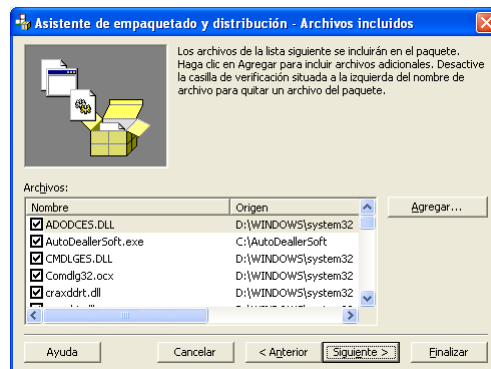 Asistente de empaquetado y distribución - Archivos incluidos
Los archivos de la lista siguiente se incluirán en el paquete.
Haga clic en Agregar para incluir archivos adicionales. Desactive
la casilla de verificación situada a la izquierda del nombre de
archivo para quitar un archivo del paquete.
Archivos:
Nombre Origen
Agregar...
ADODCES.DLL D:\WINDOWS\system32
AutoDeallerSoft.exe C:\AutoDeallerSoft
CMDLGES.DLL D:\WINDOWS\system32
Comdlg32.ocx D:\WINDOWS\system32
craxddrt.dll D:\WINDOWS\system32
Ayuda Cancelar < Anterior Siguiente > Finalizar